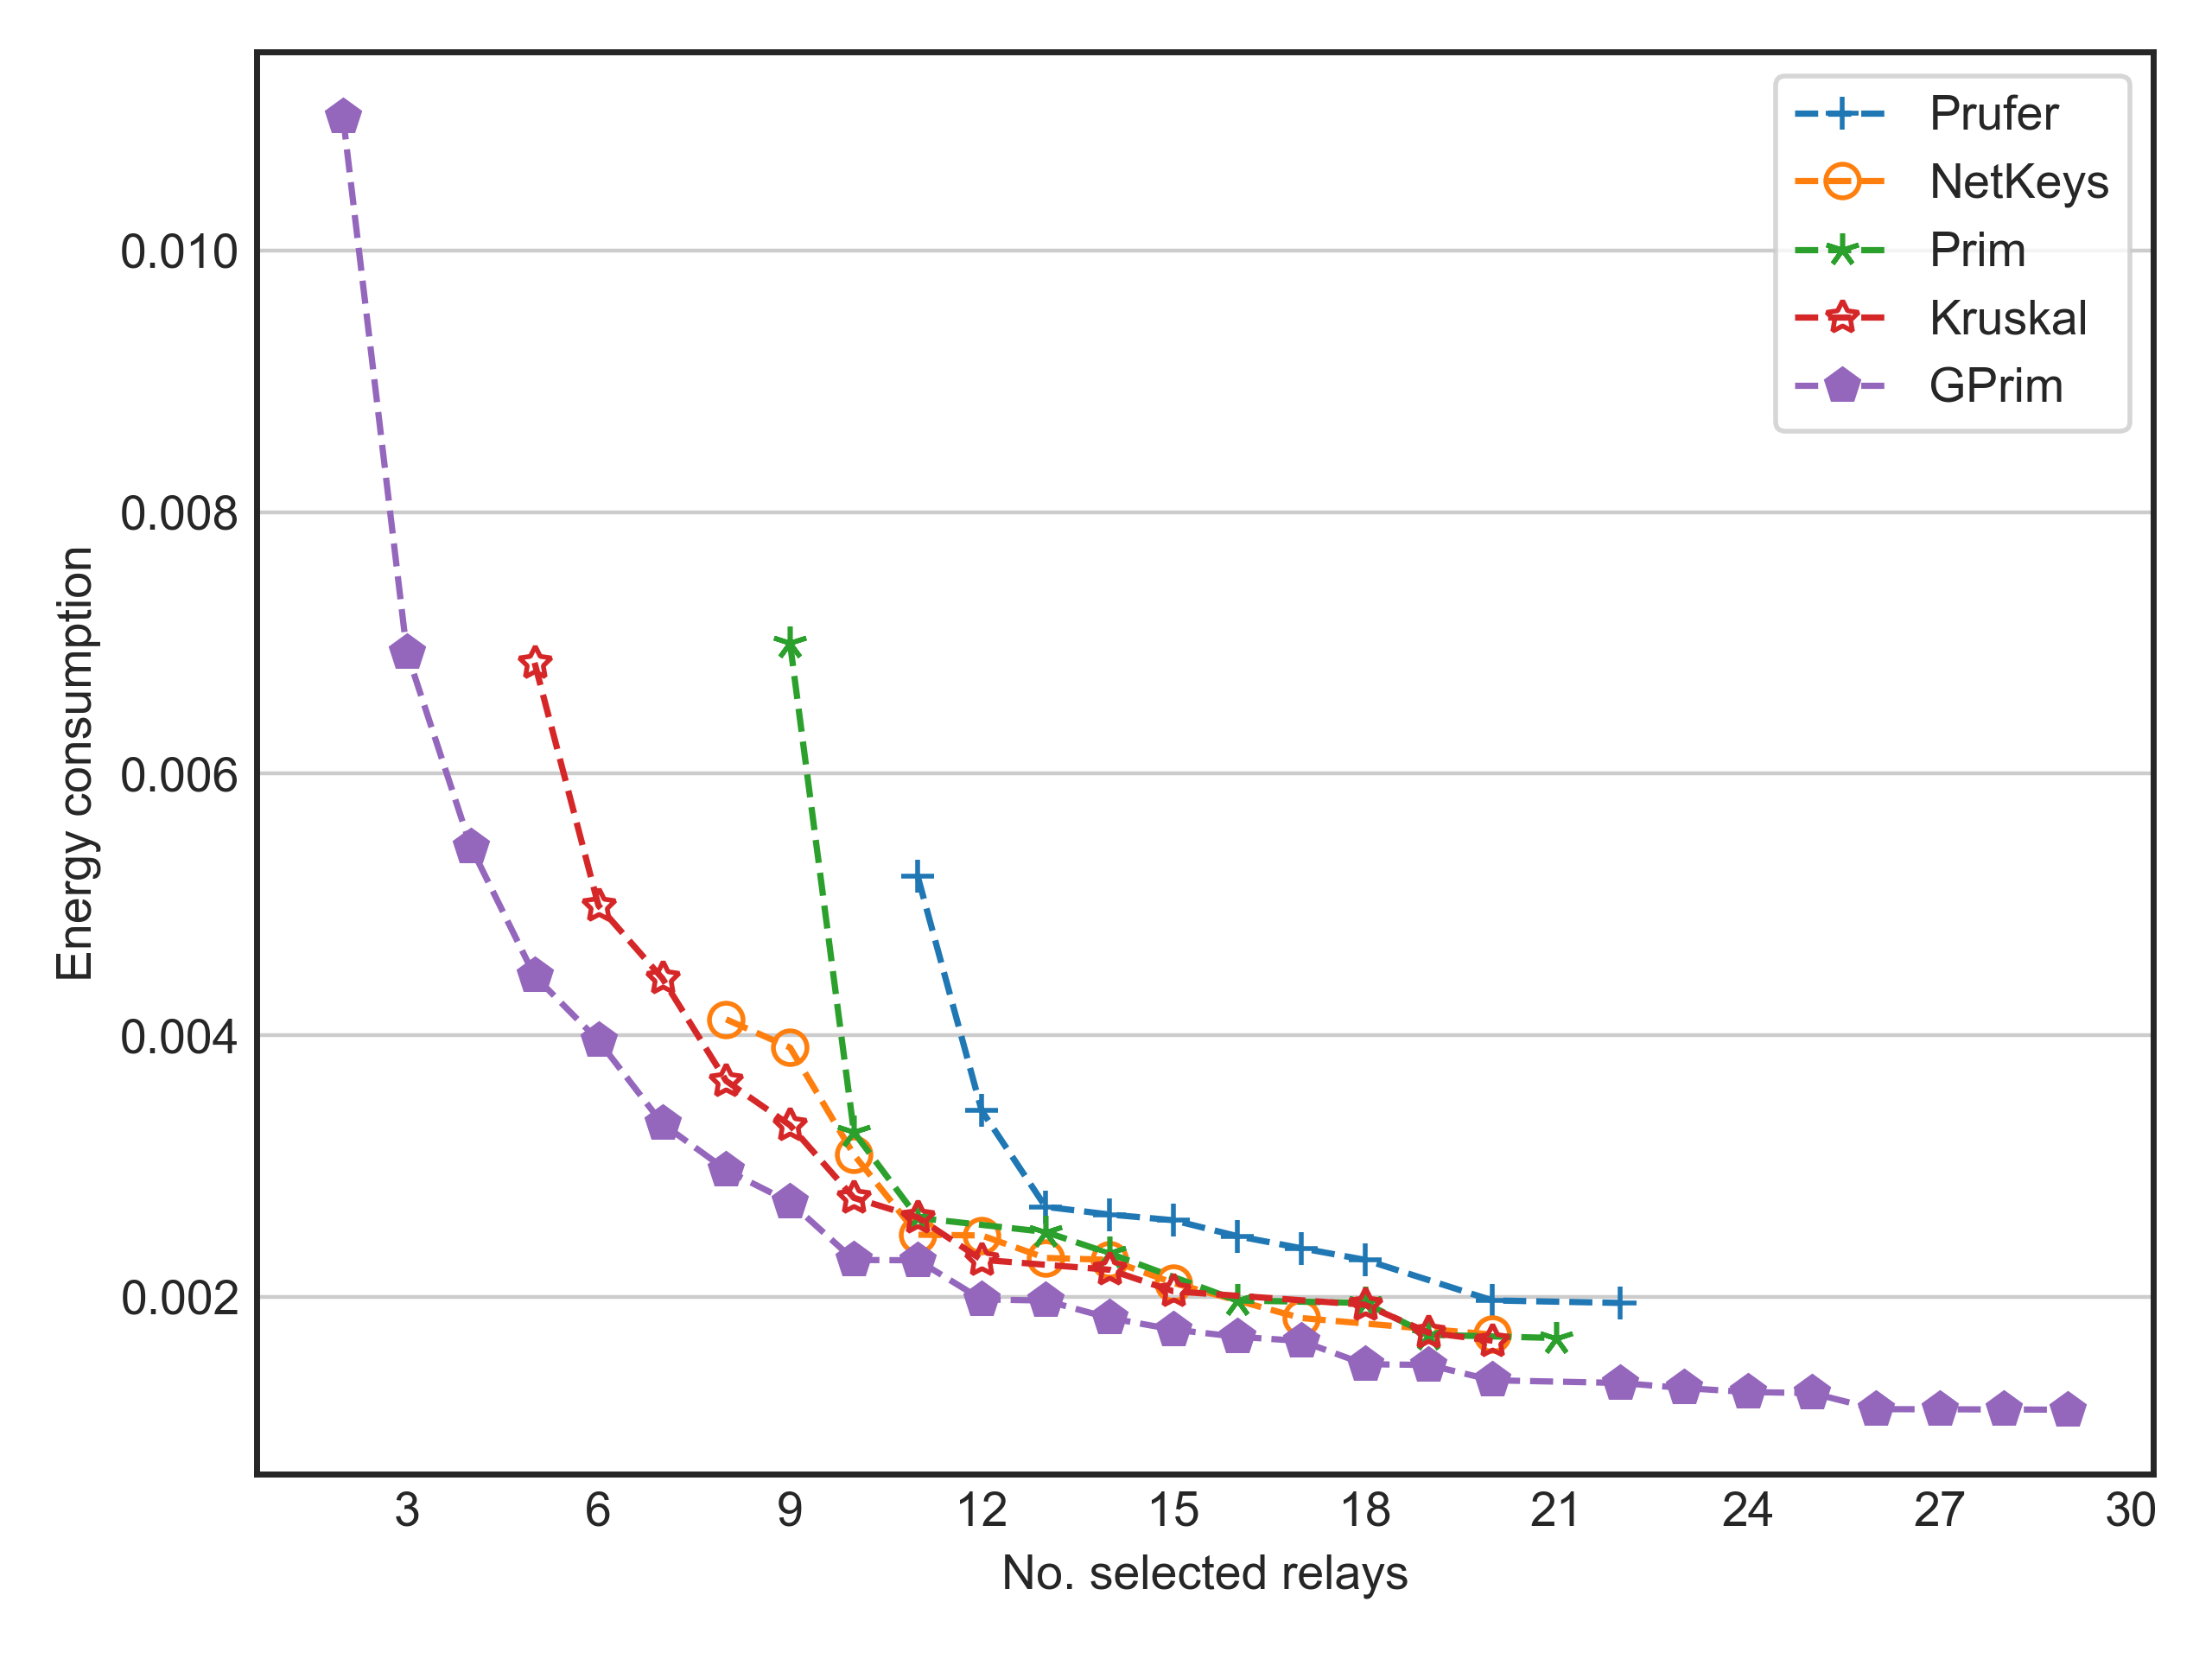 Prufer
NetKeys
Prim
Kruskal
GPrim
0.010
0.008
0.006
0.004
0.002
Energy consumption
3 6 9 12 15 18 21 24 27 30
No. selected relays